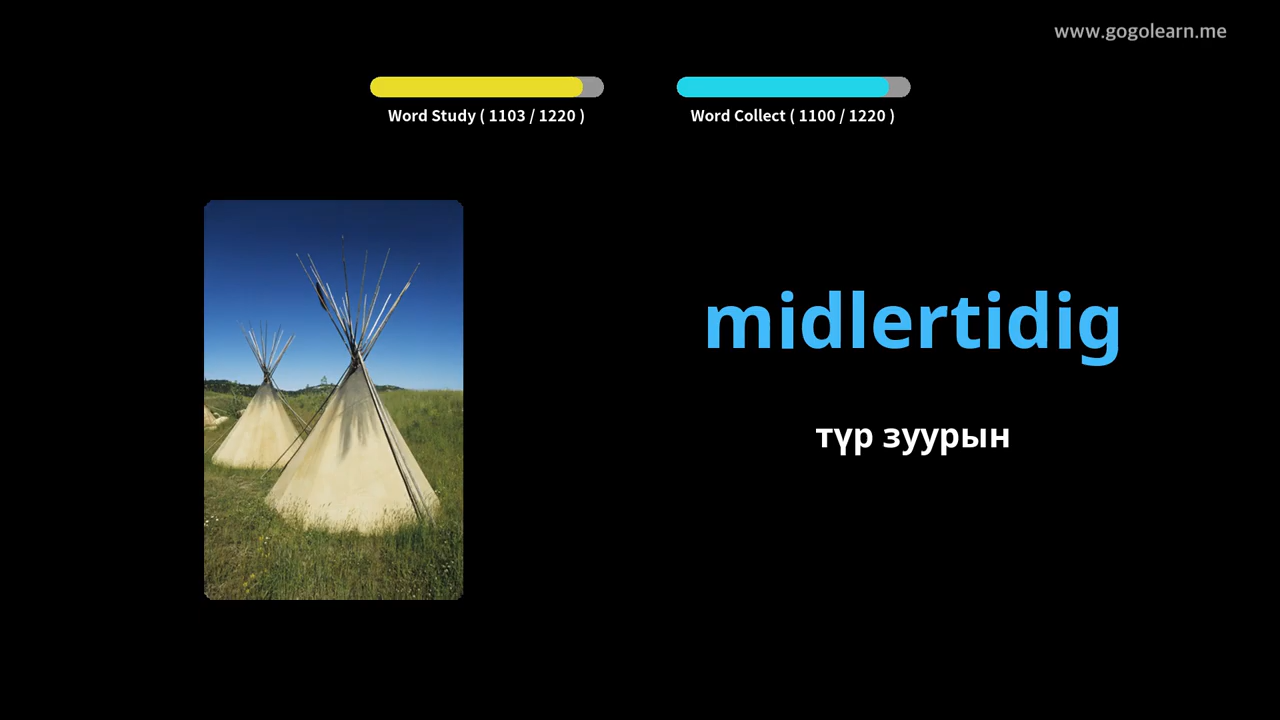 www.gogolearn.me
Word Study ( 1103 / 1220 )
Word Collect ( 1100 / 1220 )
midlertidig
түр зуурын